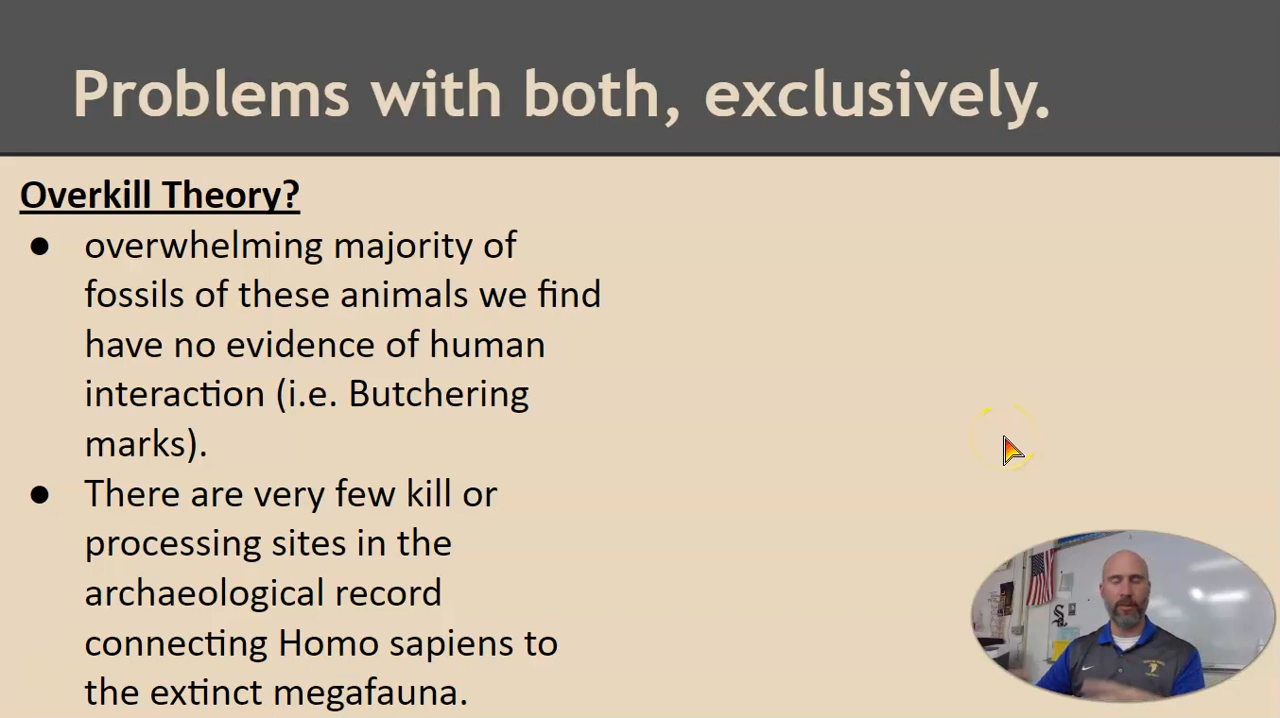 Problems with both, exclusively.
Overkill Theory?
● overwhelming majority of
fossils of these animals we find
have no evidence of human
interaction (i.e. Butchering
marks).
● There are very few kill or
processing sites in the
archaeological record
connecting Homo sapiens to
the extinct megafauna.